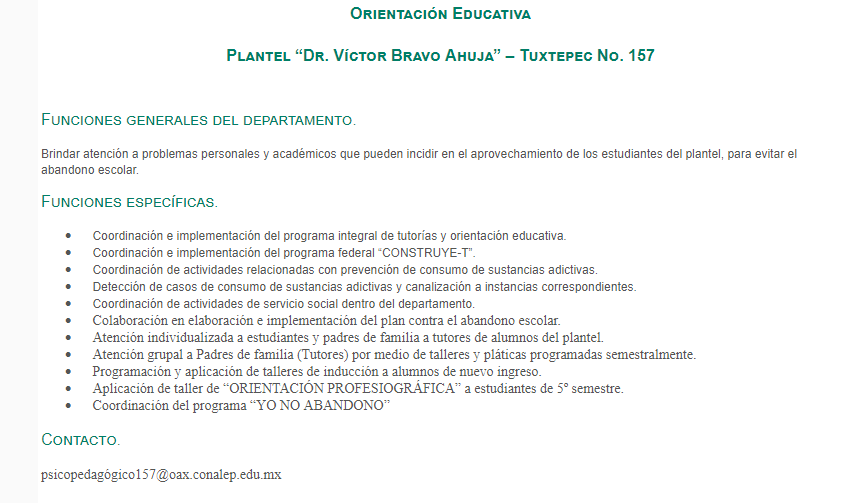 Orientación Educativa
Plantel “Dr. Víctor Bravo Ahuja” – Tuxtepec No. 157
Funciones generales del departamento.
Brindar atención a problemas personales y académicos que pueden incidir en el aprovechamiento de los estudiantes del plantel, para evitar el
abandono escolar.
Funciones específicas.
• Coordinación e implementación del programa integral de tutorías y orientación educativa.
• Coordinación e implementación del programa federal “CONSTRUYE-T”.
• Coordinación de actividades relacionadas con prevención de consumo de sustancias adictivas.
• Detección de casos de consumo de sustancias adictivas y canalización a instancias correspondientes.
• Coordinación de actividades de servicio social dentro del departamento.
• Colaboración en elaboración e implementación del plan contra el abandono escolar.
• Atención individualizada a estudiantes y padres de familia a tutores de alumnos del plantel.
• Atención grupal a Padres de familia (Tutores) por medio de talleres y pláticas programadas semestralmente.
• Programación y aplicación de talleres de inducción a alumnos de nuevo ingreso.
• Aplicación de taller de “ORIENTACIÓN PROFESIOGRÁFICA” a estudiantes de 5º semestre.
• Coordinación del programa “YO NO ABANDONO”
Contacto.
psicopedagógico157@oax.conalep.edu.mx